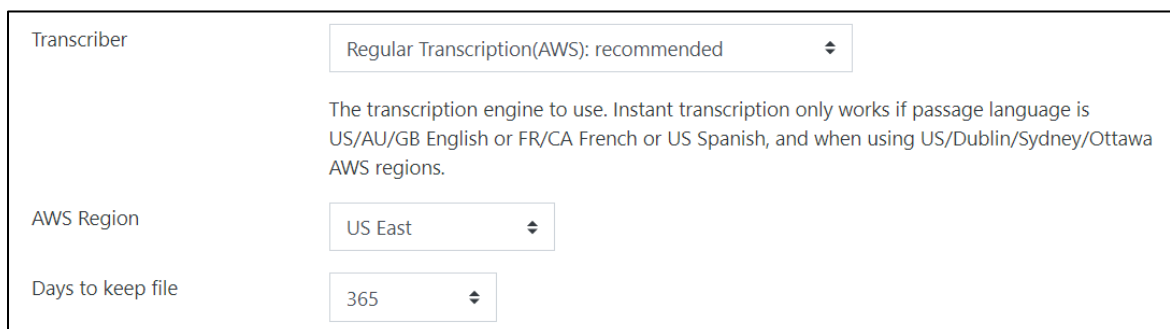 Transcriber
Regular Transcription(AWS): recommended
The transcription engine to use. Instant transcription only works if passage language is
US/AU/GB English or FR/CA French or US Spanish, and when using US/Dublin/Sydney/Ottawa
AWS regions.
AWS Region
US East
Days to keep file
365